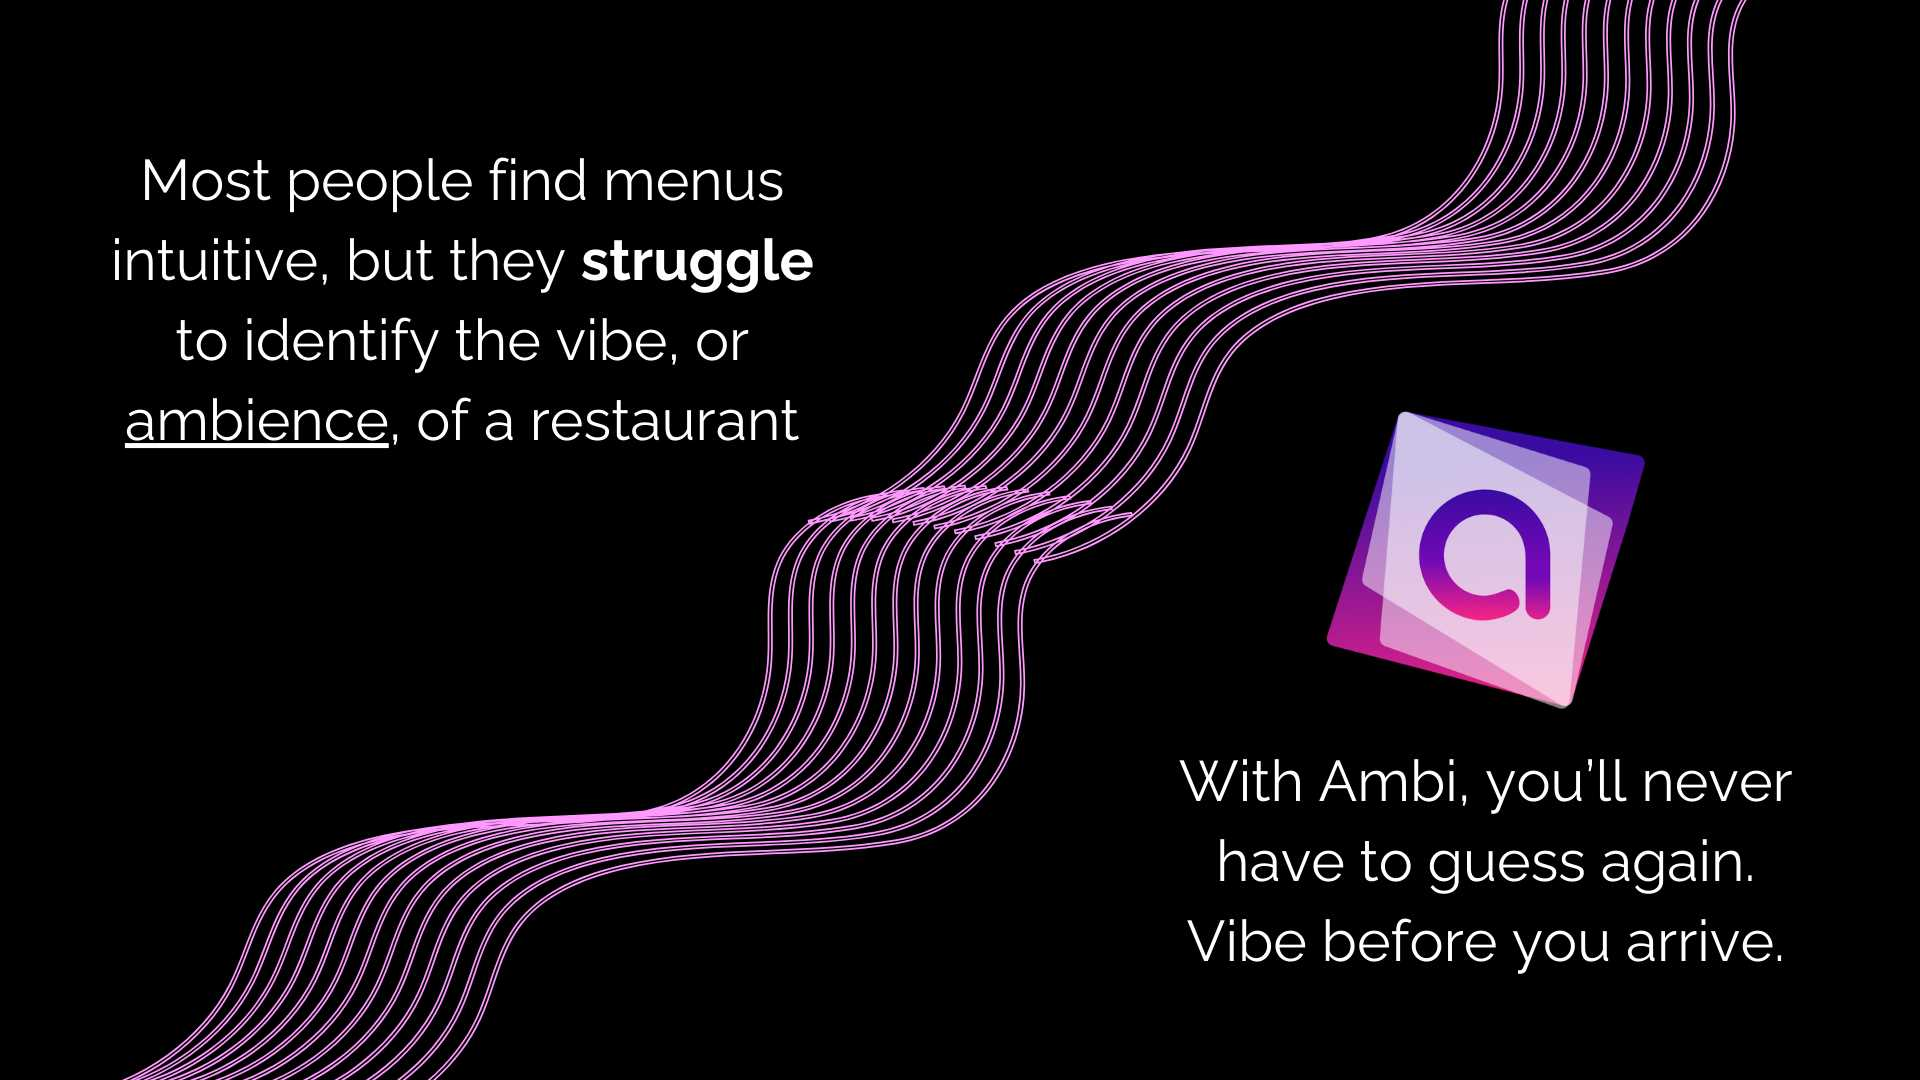 Most people find menus
intuitive, but they struggle
to identify the vibe, or
ambience, of a restaurant
a
With Ambi, you’ll never
have to guess again.
Vibe before you arrive.